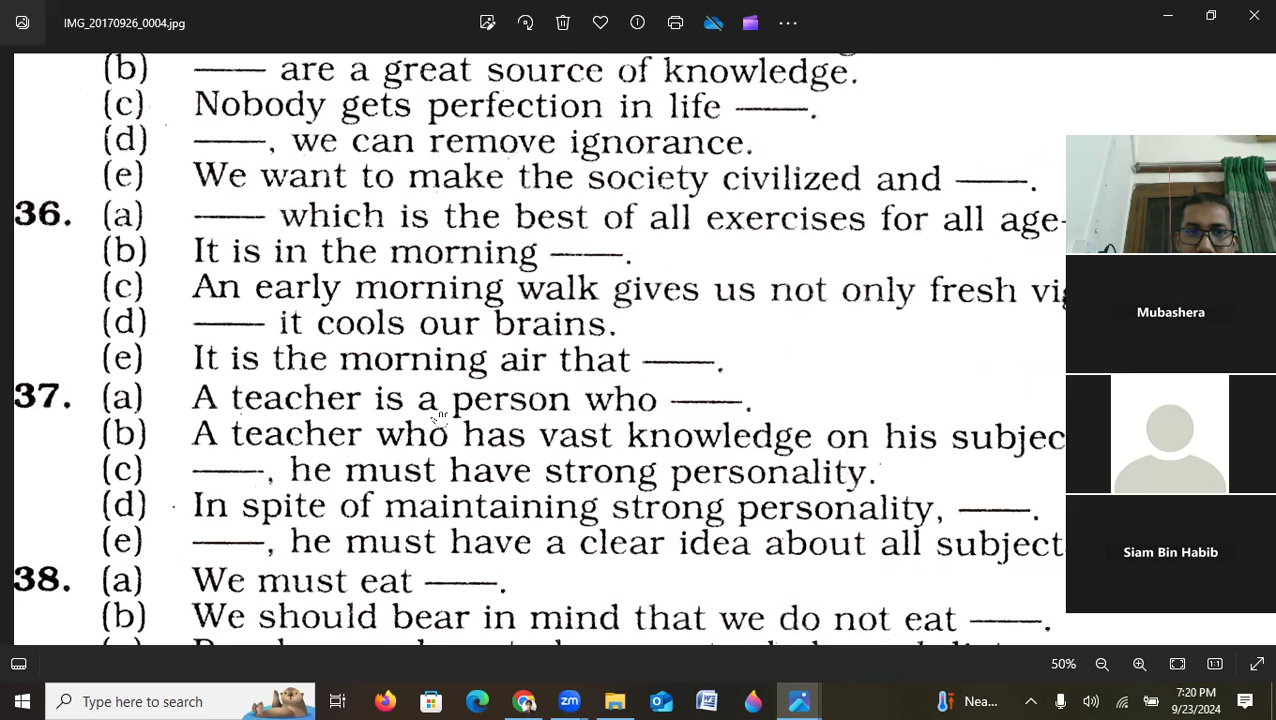 IMG_20170926_0004.jpg
(b) —— are a great source of knowledge.
(c) Nobody gets perfection in life ——.
(d) ——, we can remove ignorance.
(e) We want to make the society civilized and ——.
36. (a) —— which is the best of all exercises for all age-
(b) It is in the morning ——.
(c) An early morning walk gives us not only fresh
(d) —— it cools our brains.
(e) It is the morning air that ——.
37. (a) A teacher is a person who ——.
(b) A teacher who has vast knowledge on his subjec
(c) ——, he must have strong personality.
(d) In spite of maintaining strong personality, ——.
(e) ——, he must have a clear idea about all subject
38. (a) We must eat ——.
(b) We should bear in mind that we do not eat ——.
Mubashera
Siam Bin Habib
50%
1:1
Type here to search
Nea...
7:20 PM
9/23/2024